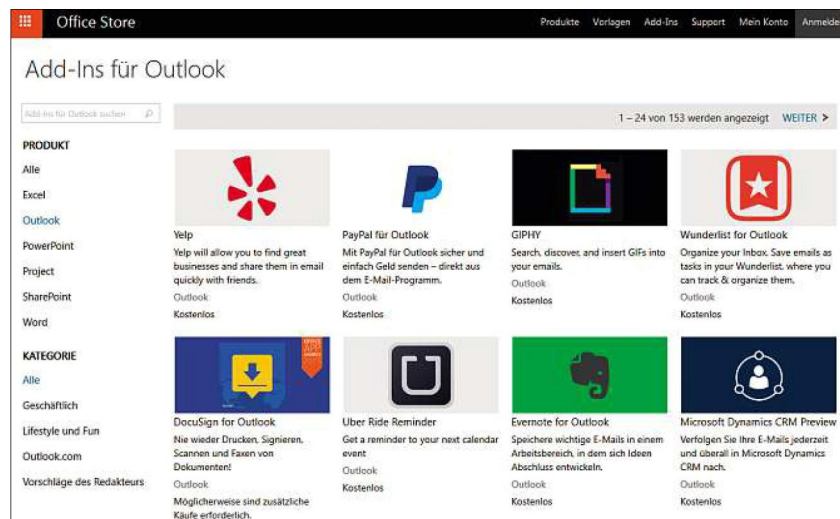 Office Store
Produkte Vorlagen Add-Ins Support Mein Konto Anmelde
Add-Ins für Outlook
Add-Ins für Outlook suchen
1 – 24 von 153 werden angezeigt WEITER >
PRODUKT
Alle
Excel
Outlook
PowerPoint
Project
SharePoint
Word
KATEGORIE
Alle
Geschäftlich
Lifestyle und Fun
Outlook.com
Vorschläge des Redakteurs
Yelp
Yelp will allow you to find great
businesses and share them in email
quickly with friends.
Outlook
Kostenlos
PayPal für Outlook
Mit PayPal für Outlook sicher und
einfach Geld senden – direkt aus
dem E-Mail-Programm.
Outlook
Kostenlos
GIPHY
Search, discover, and insert GIFs into
your emails.
Outlook
Kostenlos
Wunderlist for Outlook
Organize your Inbox. Save emails as
tasks in your Wunderlist, where you
can track & organize them.
Outlook
Kostenlos
DocuSign for Outlook
Nie wieder Drucken, Signieren,
Scannen und Faxen von
Dokumenten!
Outlook
Möglicherweise sind zusätzliche
Käufe erforderlich.
Uber Ride Reminder
Get a reminder to your next calendar
event
Outlook
Kostenlos
Evernote for Outlook
Speichere wichtige E-Mails in einem
Arbeitsbereich, in dem sich Ideen
Abschluss entwickeln.
Outlook
Kostenlos
Microsoft Dynamics CRM Preview
Verfolgen Sie Ihre E-Mails jederzeit
und überall in Microsoft Dynamics
CRM nach.
Outlook
Kostenlos